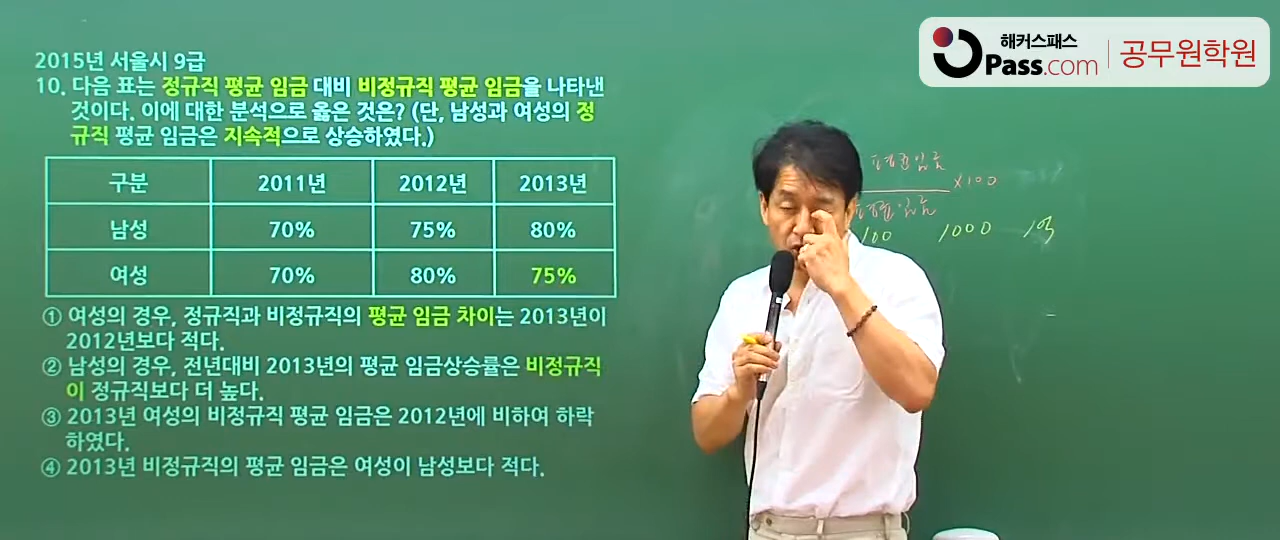 해커스패스
Pass.com
공무원학원
2015년 서울시 9급
10. 다음 표는 정규직 평균 임금 대비 비정규직 평균 임금을 나타낸
것이다. 이에 대한 분석으로 옳은 것은? (단, 남성과 여성의 정
규직 평균 임금은 지속적으로 상승하였다.)
구분 2011년 2012년 2013년
남성 70% 75% 80%
여성 70% 80% 75%
① 여성의 경우, 정규직과 비정규직의 평균 임금 차이는 2013년이
2012년보다 적다.
② 남성의 경우, 전년대비 2013년의 평균 임금상승률은 비정규직
이 정규직보다 더 높다.
③ 2013년 여성의 비정규직 평균 임금은 2012년에 비하여 하락
하였다.
④ 2013년 비정규직의 평균 임금은 여성이 남성보다 적다.
평균임금
×100
평균임금
100 1000 1억